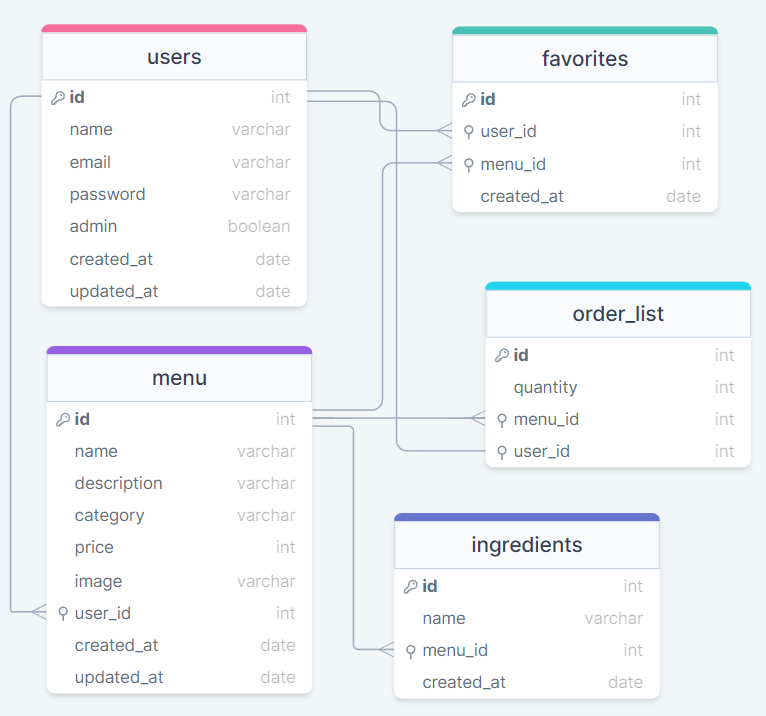 users
id int
name varchar
email varchar
password varchar
admin boolean
created_at date
updated_at date
favorites
id int
user_id int
menu_id int
created_at date
order_list
id int
quantity int
menu_id int
user_id int
menu
id int
name varchar
description varchar
category varchar
price int
image varchar
user_id int
created_at date
updated_at date
ingredients
id int
name varchar
menu_id int
created_at date